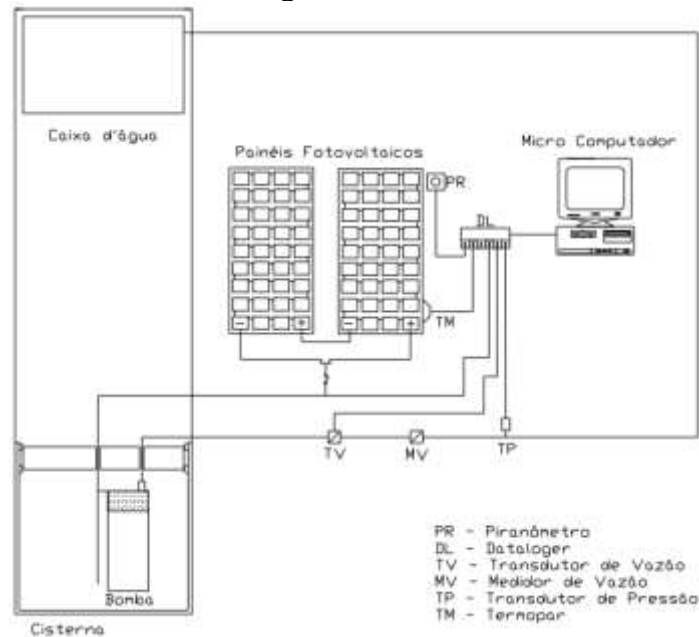 Caixa d'água
Painéis Fotovoltaicos
Micro Computador
PR
DL
TM
TV
MV
TP
Bomba
Cisterna
PR - Piranômetro
DL - Dataloger
TV - Transdutor de Vazão
MV - Medidor de Vazão
TP - Transdutor de Pressão
TM - Termopar